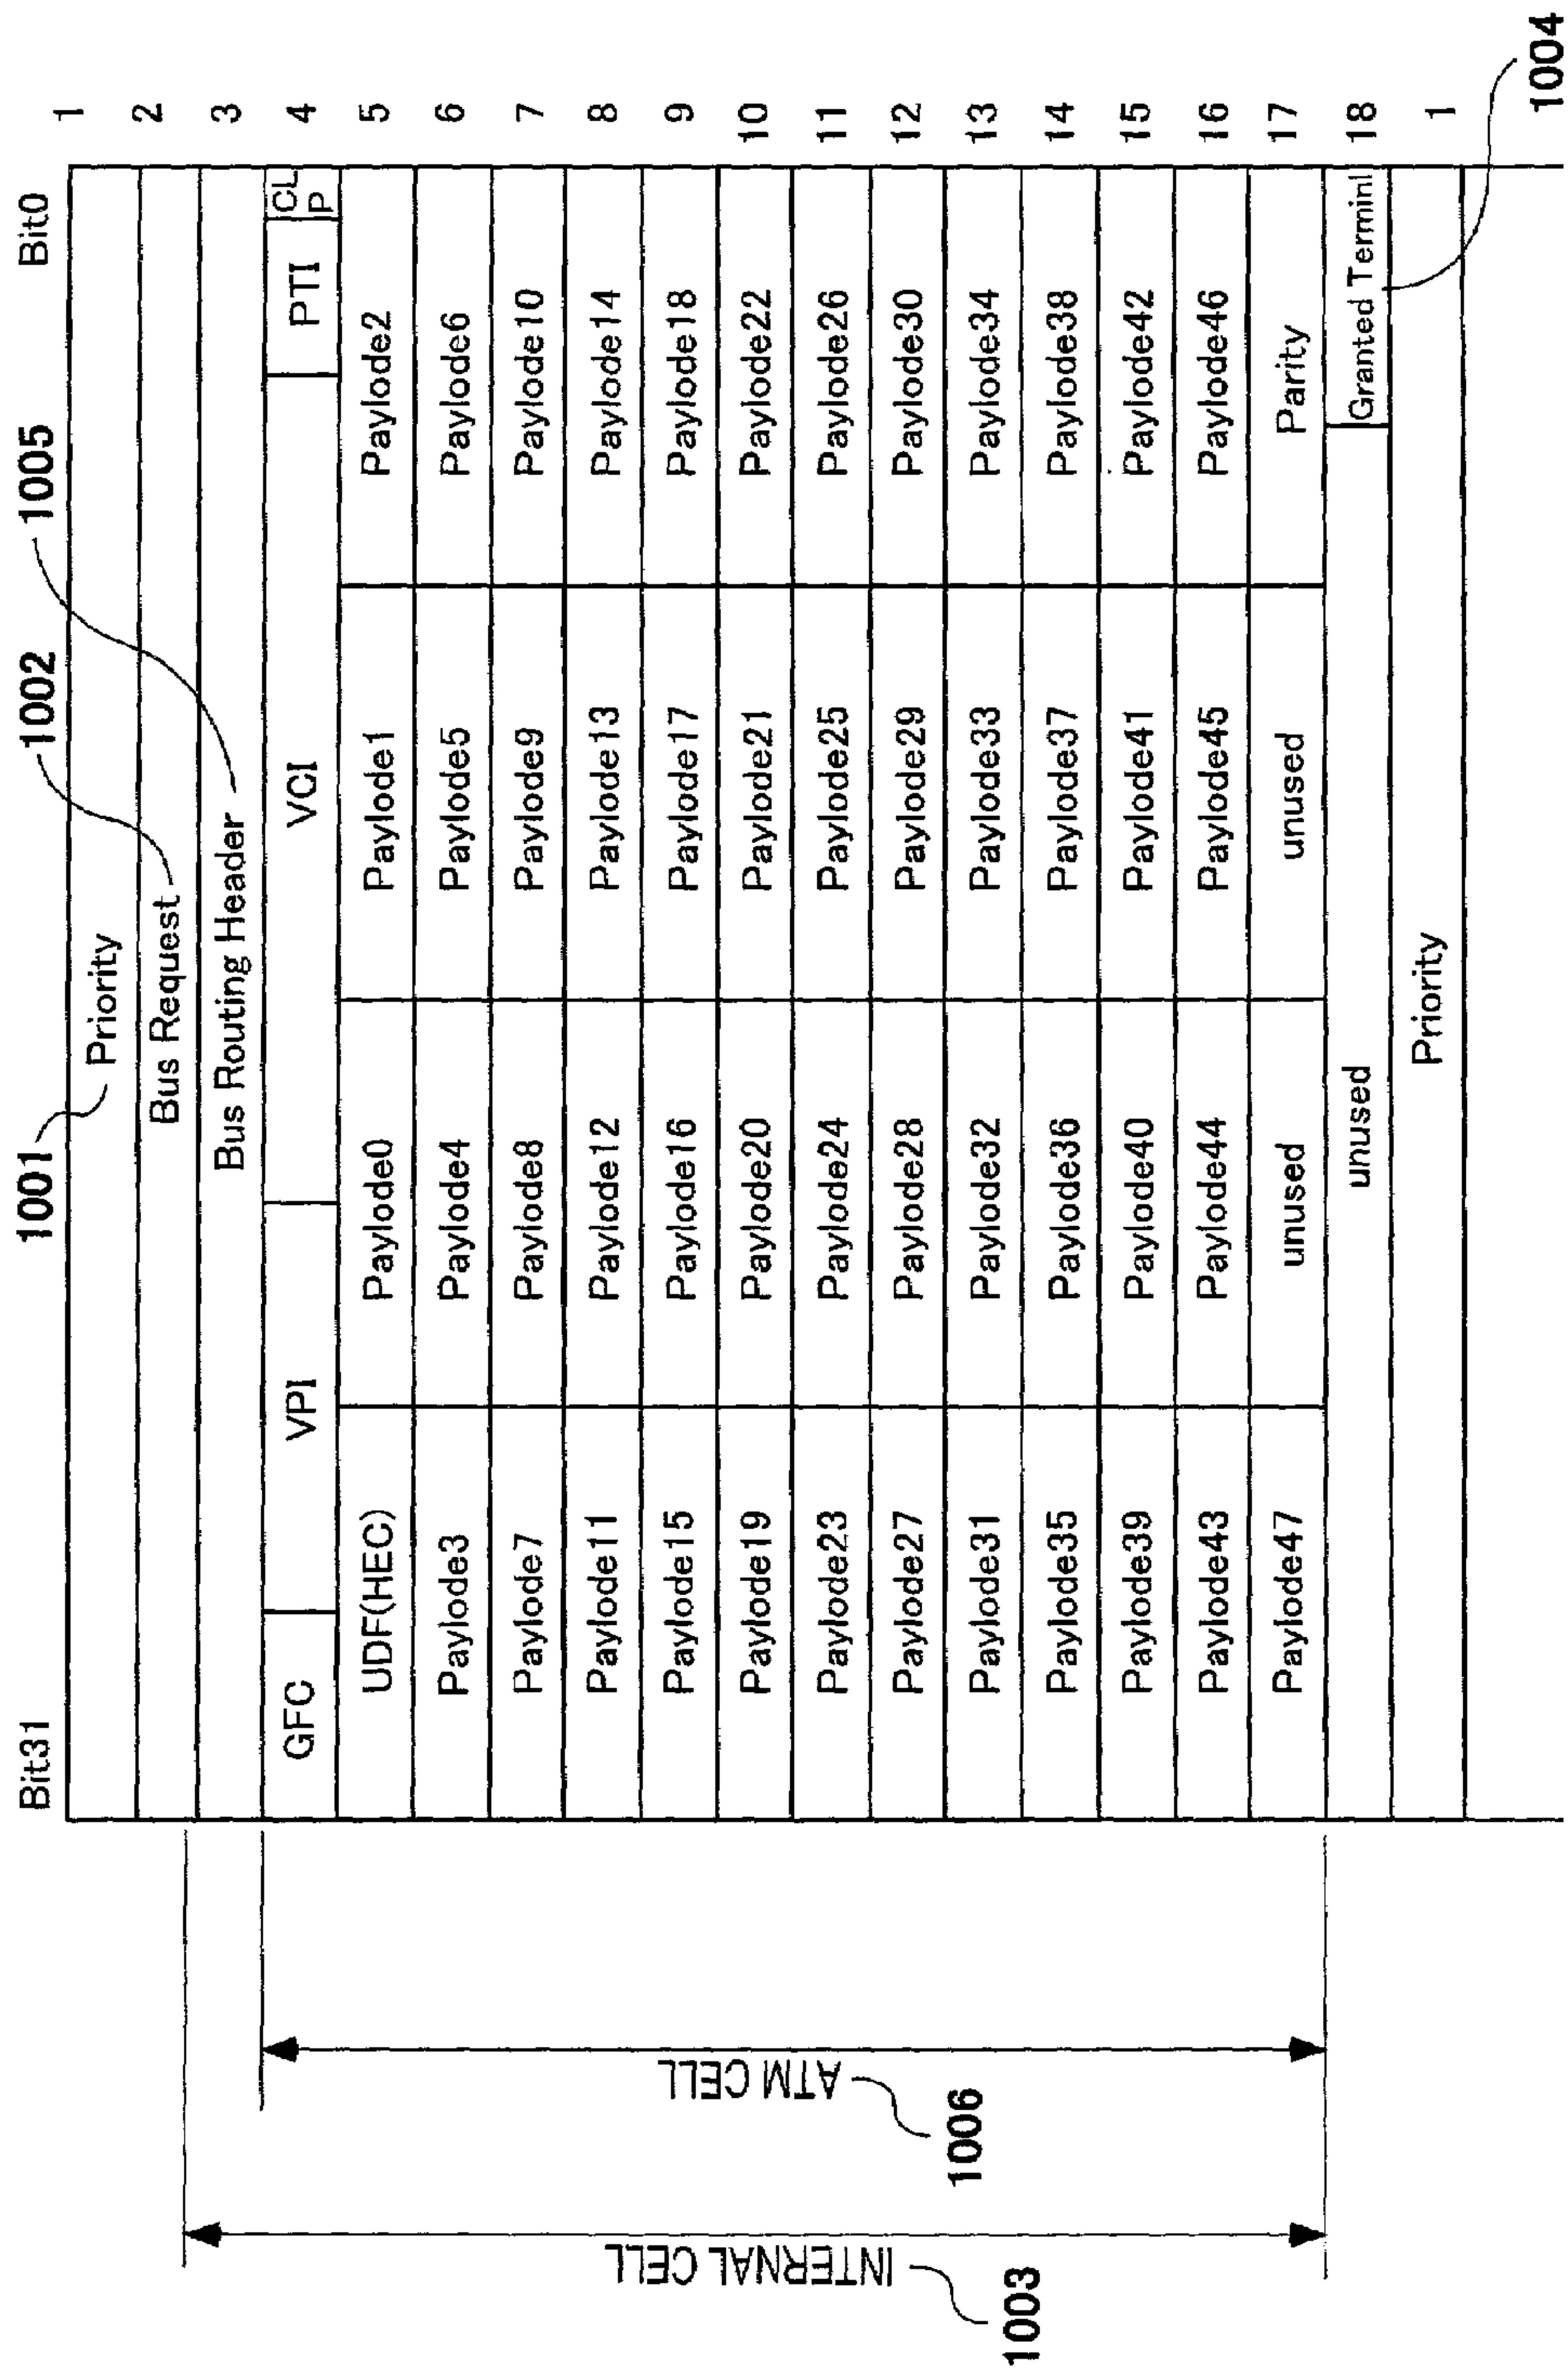 1001 1002 1005
Bit31 Bit0
Priority 1
Bus Request 2
Bus Routing Header 3
GFC VPI VCI PTI CLP 4
UDF(HEC) Paylode0 Paylode1 Paylode2 5
Paylode3 Paylode4 Paylode5 Paylode6 6
Paylode7 Paylode8 Paylode9 Paylode10 7
Paylode11 Paylode12 Paylode13 Paylode14 8
Paylode15 Paylode16 Paylode17 Paylode18 9
Paylode19 Paylode20 Paylode21 Paylode22 10
Paylode23 Paylode24 Paylode25 Paylode26 11
Paylode27 Paylode28 Paylode29 Paylode30 12
Paylode31 Paylode32 Paylode33 Paylode34 13
Paylode35 Paylode36 Paylode37 Paylode38 14
Paylode39 Paylode40 Paylode41 Paylode42 15
Paylode43 Paylode44 Paylode45 Paylode46 16
Paylode47 unused unused Parity 17
unused Granted Terminl 18
Priority 1
1004
ATM CELL
1006
INTERNAL CELL
1003